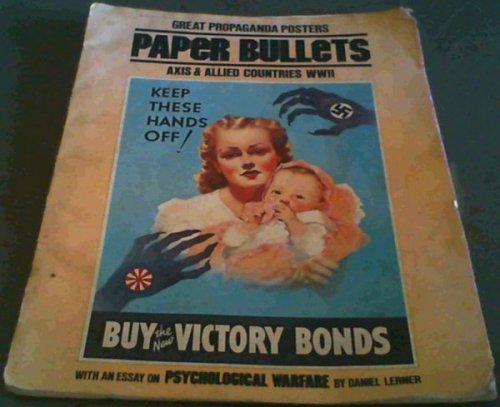 GREAT PROPAGANDA POSTERS
PAPER BULLETS
AXIS & ALLIED COUNTRIES WWII
KEEP
THESE
HANDS
OFF!
BUY the New VICTORY BONDS
WITH AN ESSAY ON PSYCHOLOGICAL WARFARE BY DANIEL LERNER